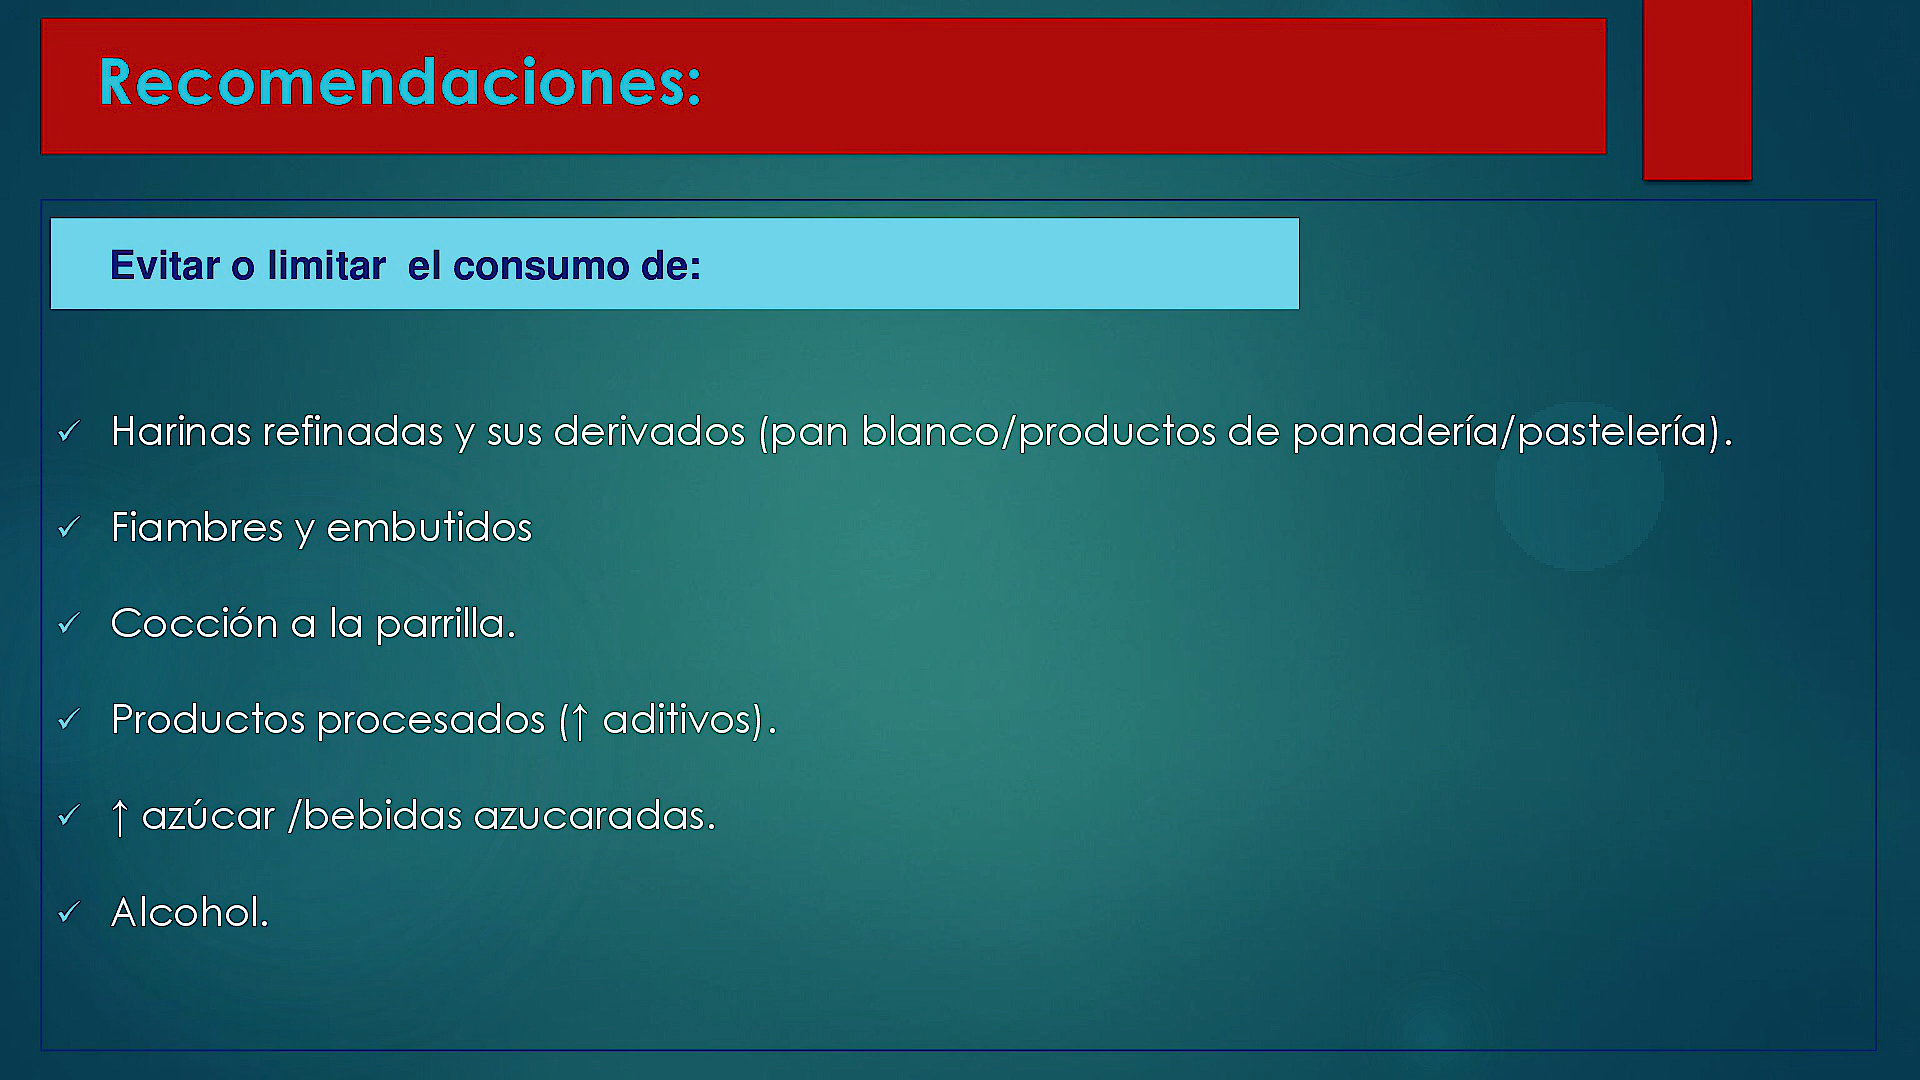 Recomendaciones:
Evitar o limitar  el consumo de:
✓ Harinas refinadas y sus derivados (pan blanco/productos de panadería/pastelería).
✓ Fiambres y embutidos
✓ Cocción a la parrilla.
✓ Productos procesados (↑ aditivos).
✓ ↑ azúcar /bebidas azucaradas.
✓ Alcohol.